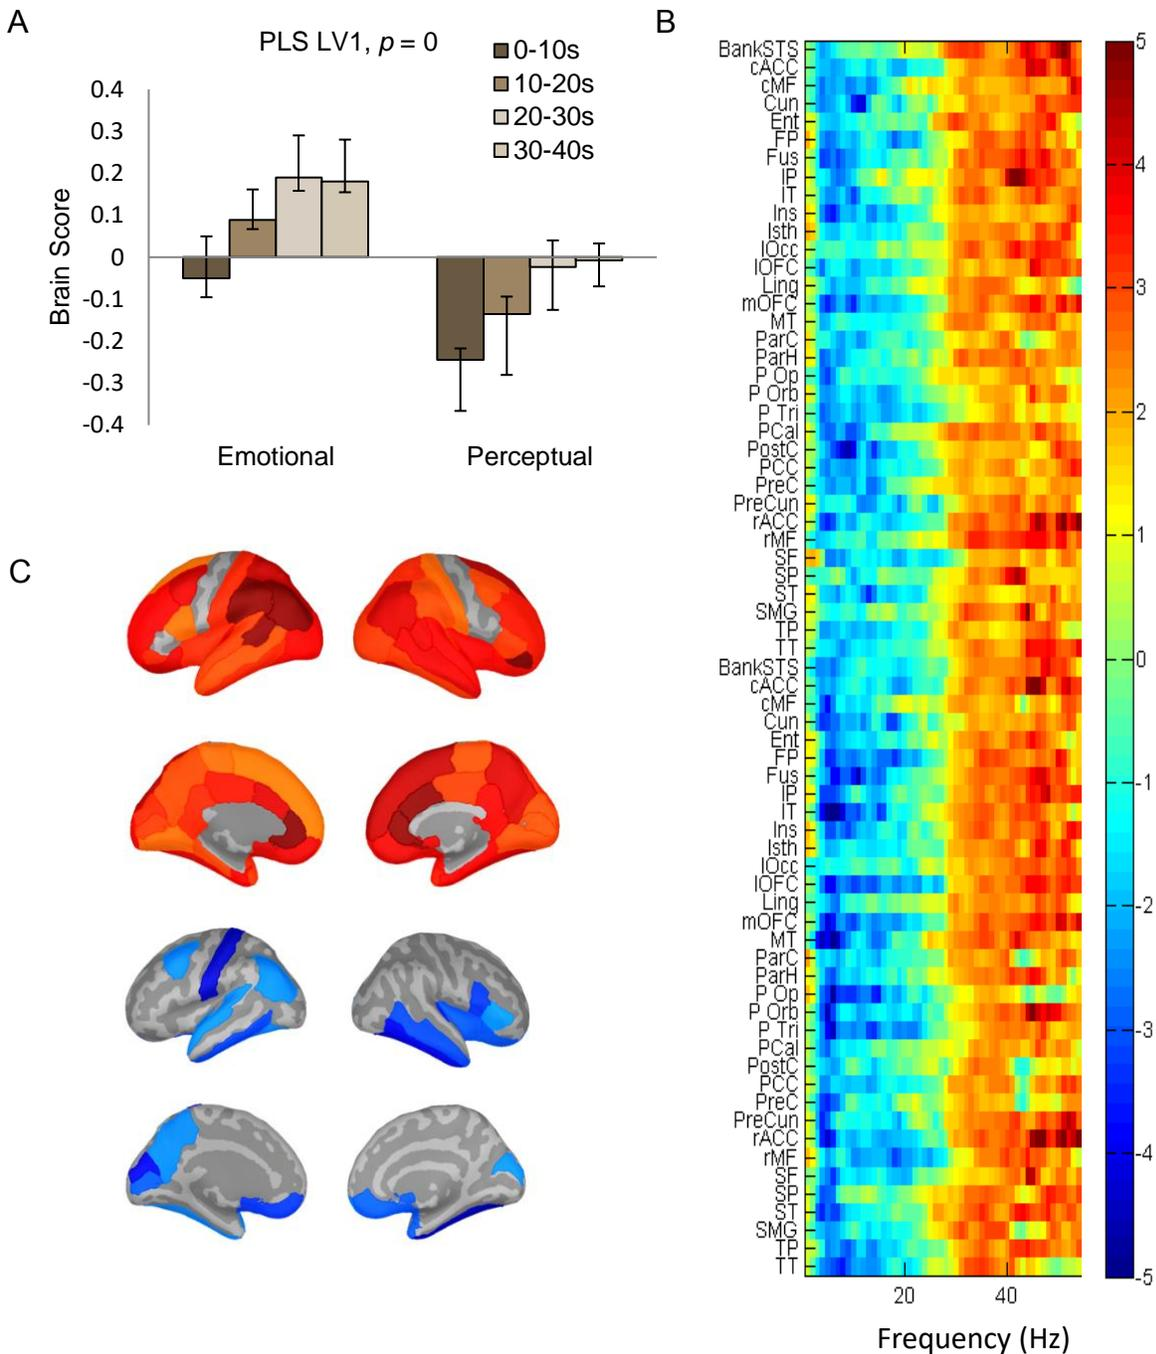 A
PLS LV1, p = 0
0-10s
10-20s
20-30s
30-40s
0.4
0.3
0.2
0.1
0
-0.1
-0.2
-0.3
-0.4
Brain Score
Emotional
Perceptual
B
BankSTS
cACC
cMF
Cun
Ent
FP
Fus
IP
IT
Ins
Isth
lOcc
lOFC
Ling
mOFC
MT
ParC
ParH
P Op
P Orb
P Tri
PCal
PostC
PCC
PreC
PreCun
rACC
rMF
SF
SP
ST
SMG
TP
TT
BankSTS
cACC
cMF
Cun
Ent
FP
Fus
IP
IT
Ins
Isth
lOcc
lOFC
Ling
mOFC
MT
ParC
ParH
P Op
P Orb
P Tri
PCal
PostC
PCC
PreC
PreCun
rACC
rMF
SF
SP
ST
SMG
TP
TT
20
40
Frequency (Hz)
5
4
3
2
1
0
-1
-2
-3
-4
-5
C